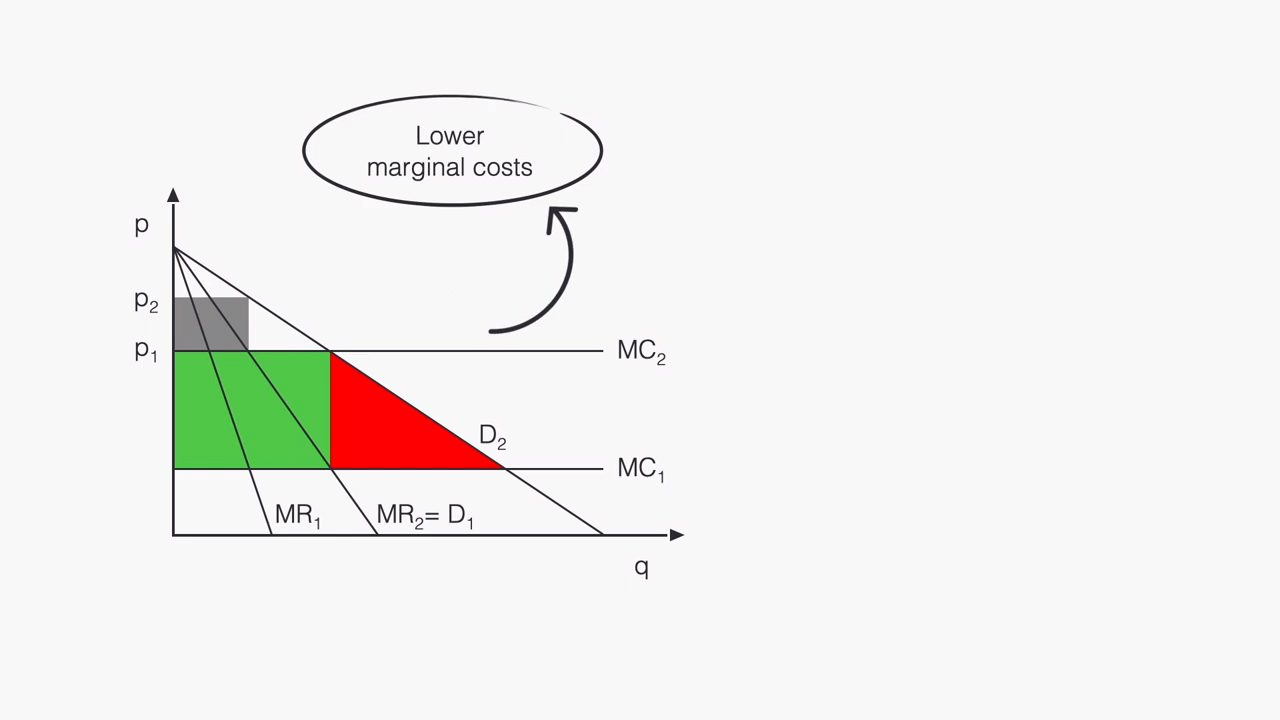 Lower
marginal costs
p
p₂
p₁
MC₂
D₂
MC₁
MR₁
MR₂= D₁
q